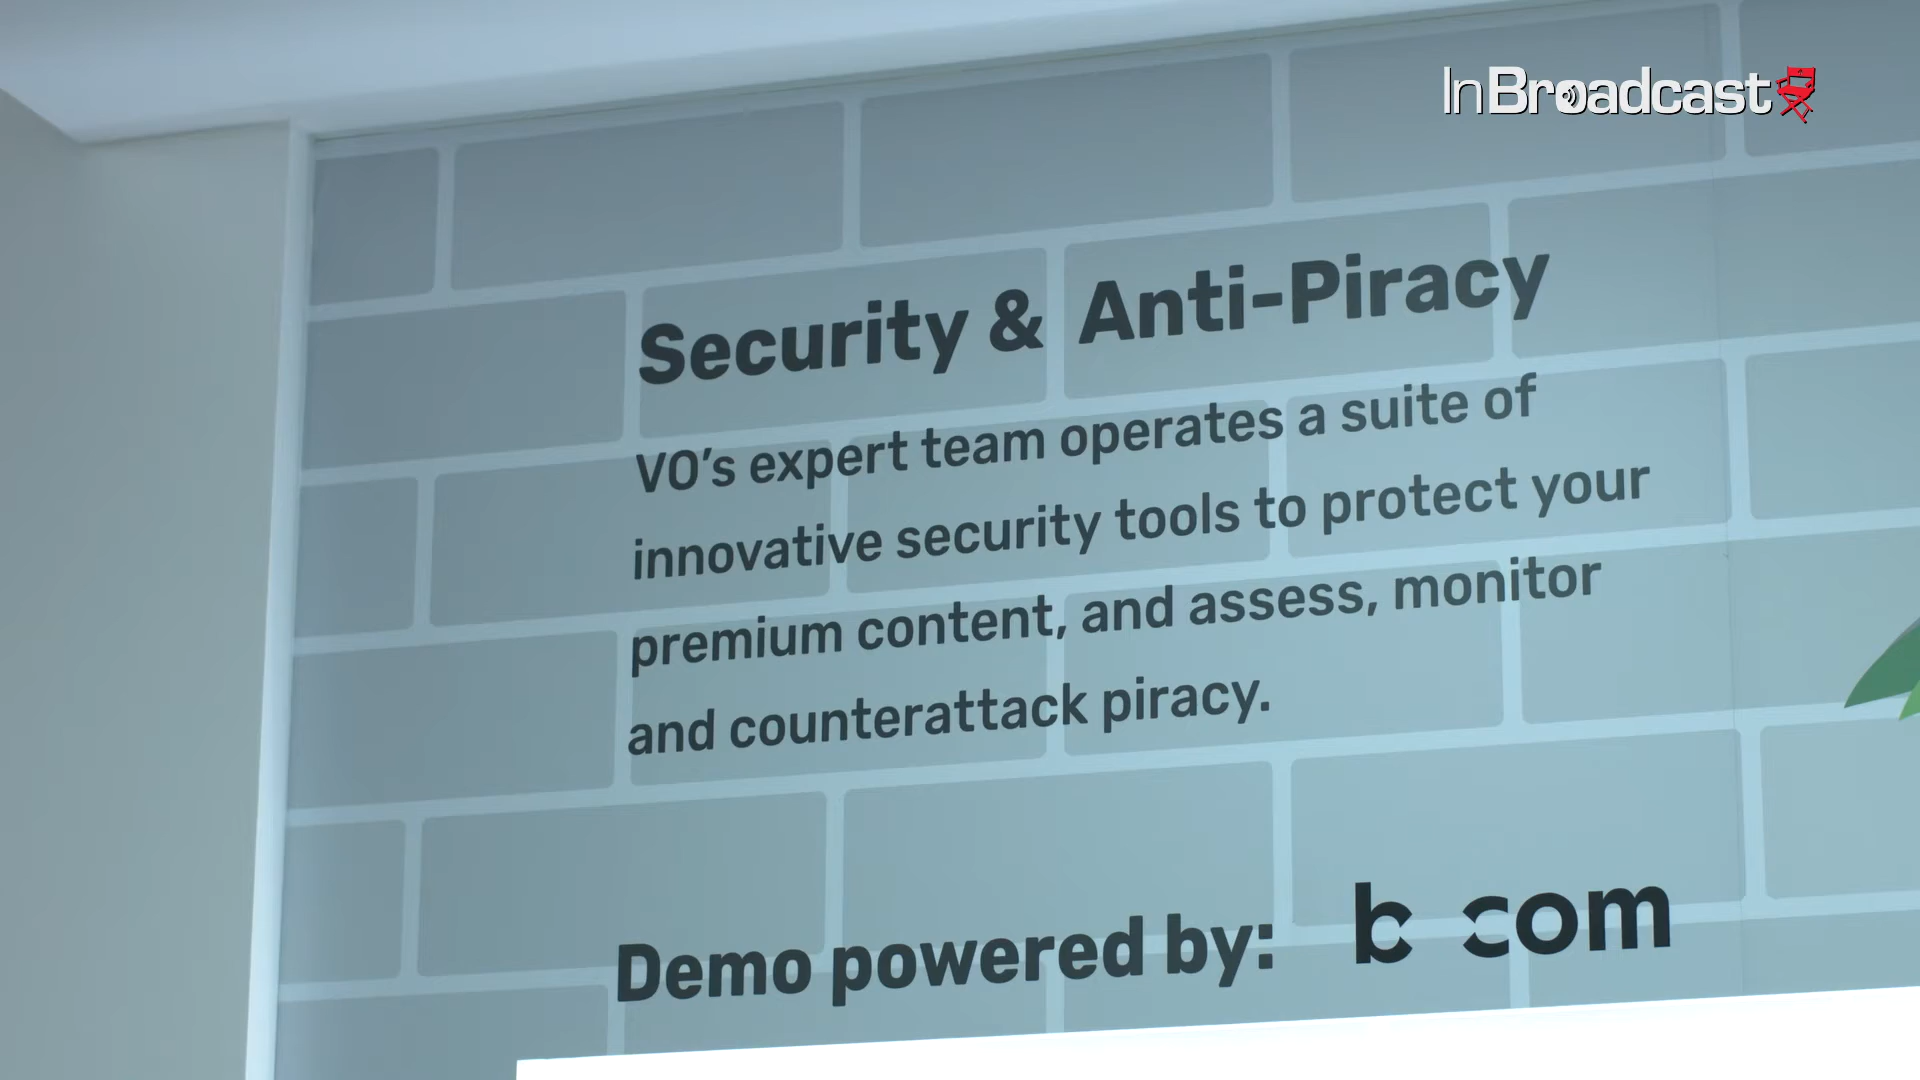 InBroadcast
Security & Anti-Piracy
VO's expert team operates a suite of
innovative security tools to protect your
premium content, and assess, monitor
and counterattack piracy.
Demo powered by: b com